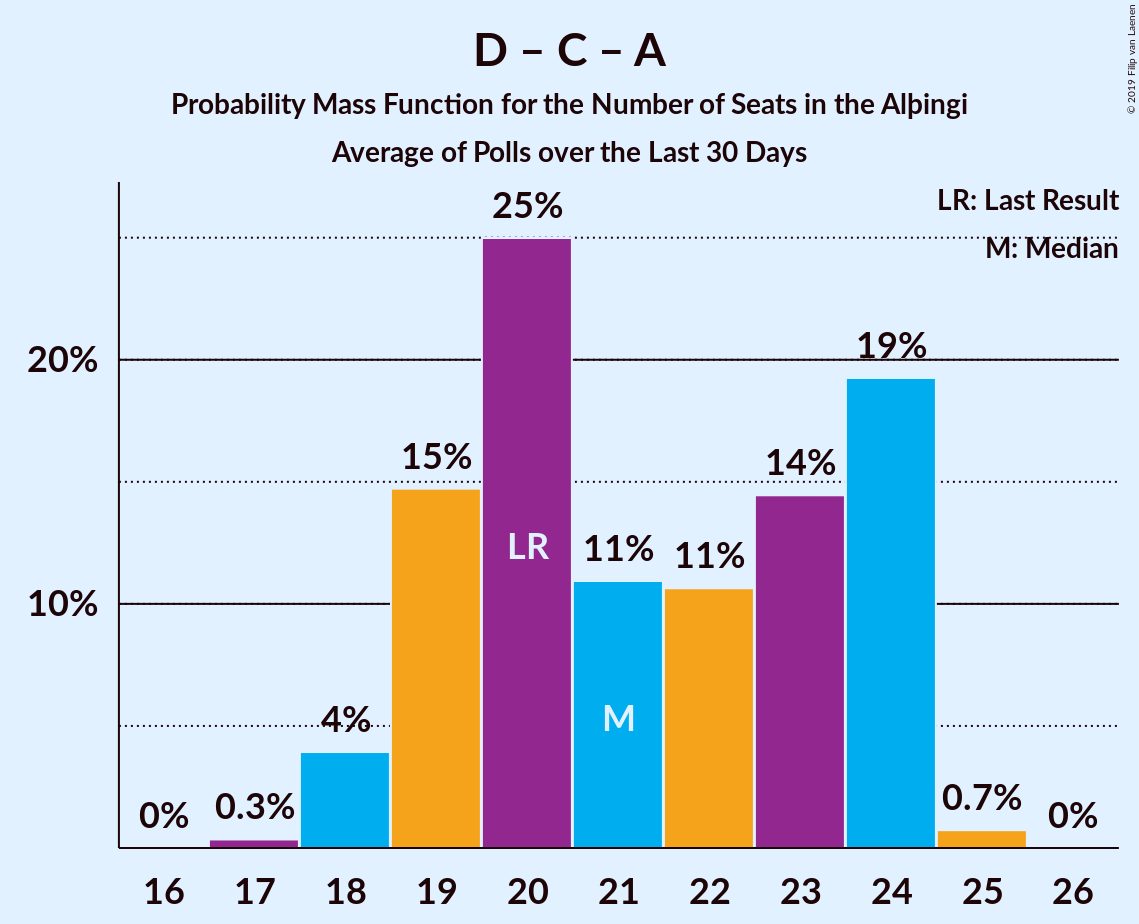 D – C – A
Probability Mass Function for the Number of Seats in the Alþingi
Average of Polls over the Last 30 Days
© 2019 Filip van Laenen
LR: Last Result
M: Median
25%
20%
19%
15%
14%
LR
11%
11%
10%
M
4%
0%
0.3%
0.7%
0%
16 17 18 19 20 21 22 23 24 25 26